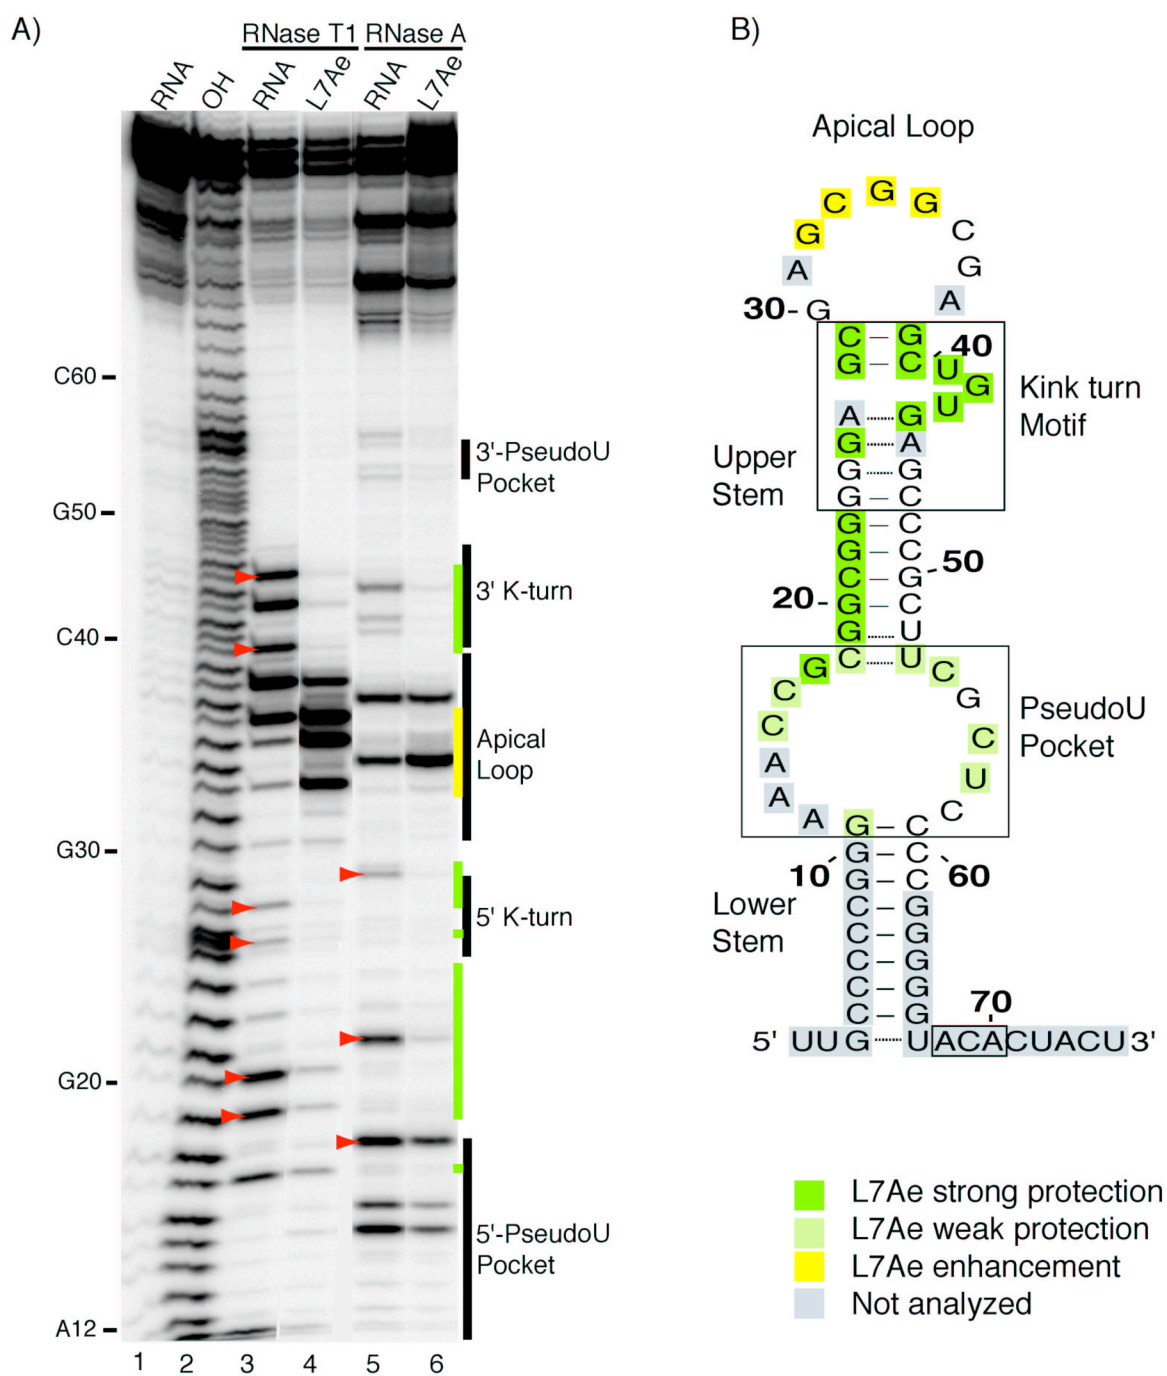 A)
RNase T1 RNase A
RNA OH RNA L7Ae RNA L7Ae
C60
G50
C40
G30
G20
A12
3'-PseudoU
Pocket
3' K-turn
Apical
Loop
5' K-turn
5'-PseudoU
Pocket
1 2 3 4 5 6
B)
Apical Loop
G C G G
A C
G
30- G A
C G
G C 40
U
G
U
Kink turn
Motif
A G
G A
G G
G C
Upper
Stem
G C
G C
C G 50
20- G C
G U
C U
G C
C G
C C
A U
A C
A
PseudoU
Pocket
G C
10 G C 60
G G
C G
C G
C G
C G
Lower
Stem
70
5' UUG UACACUACU 3'
L7Ae strong protection
L7Ae weak protection
L7Ae enhancement
Not analyzed